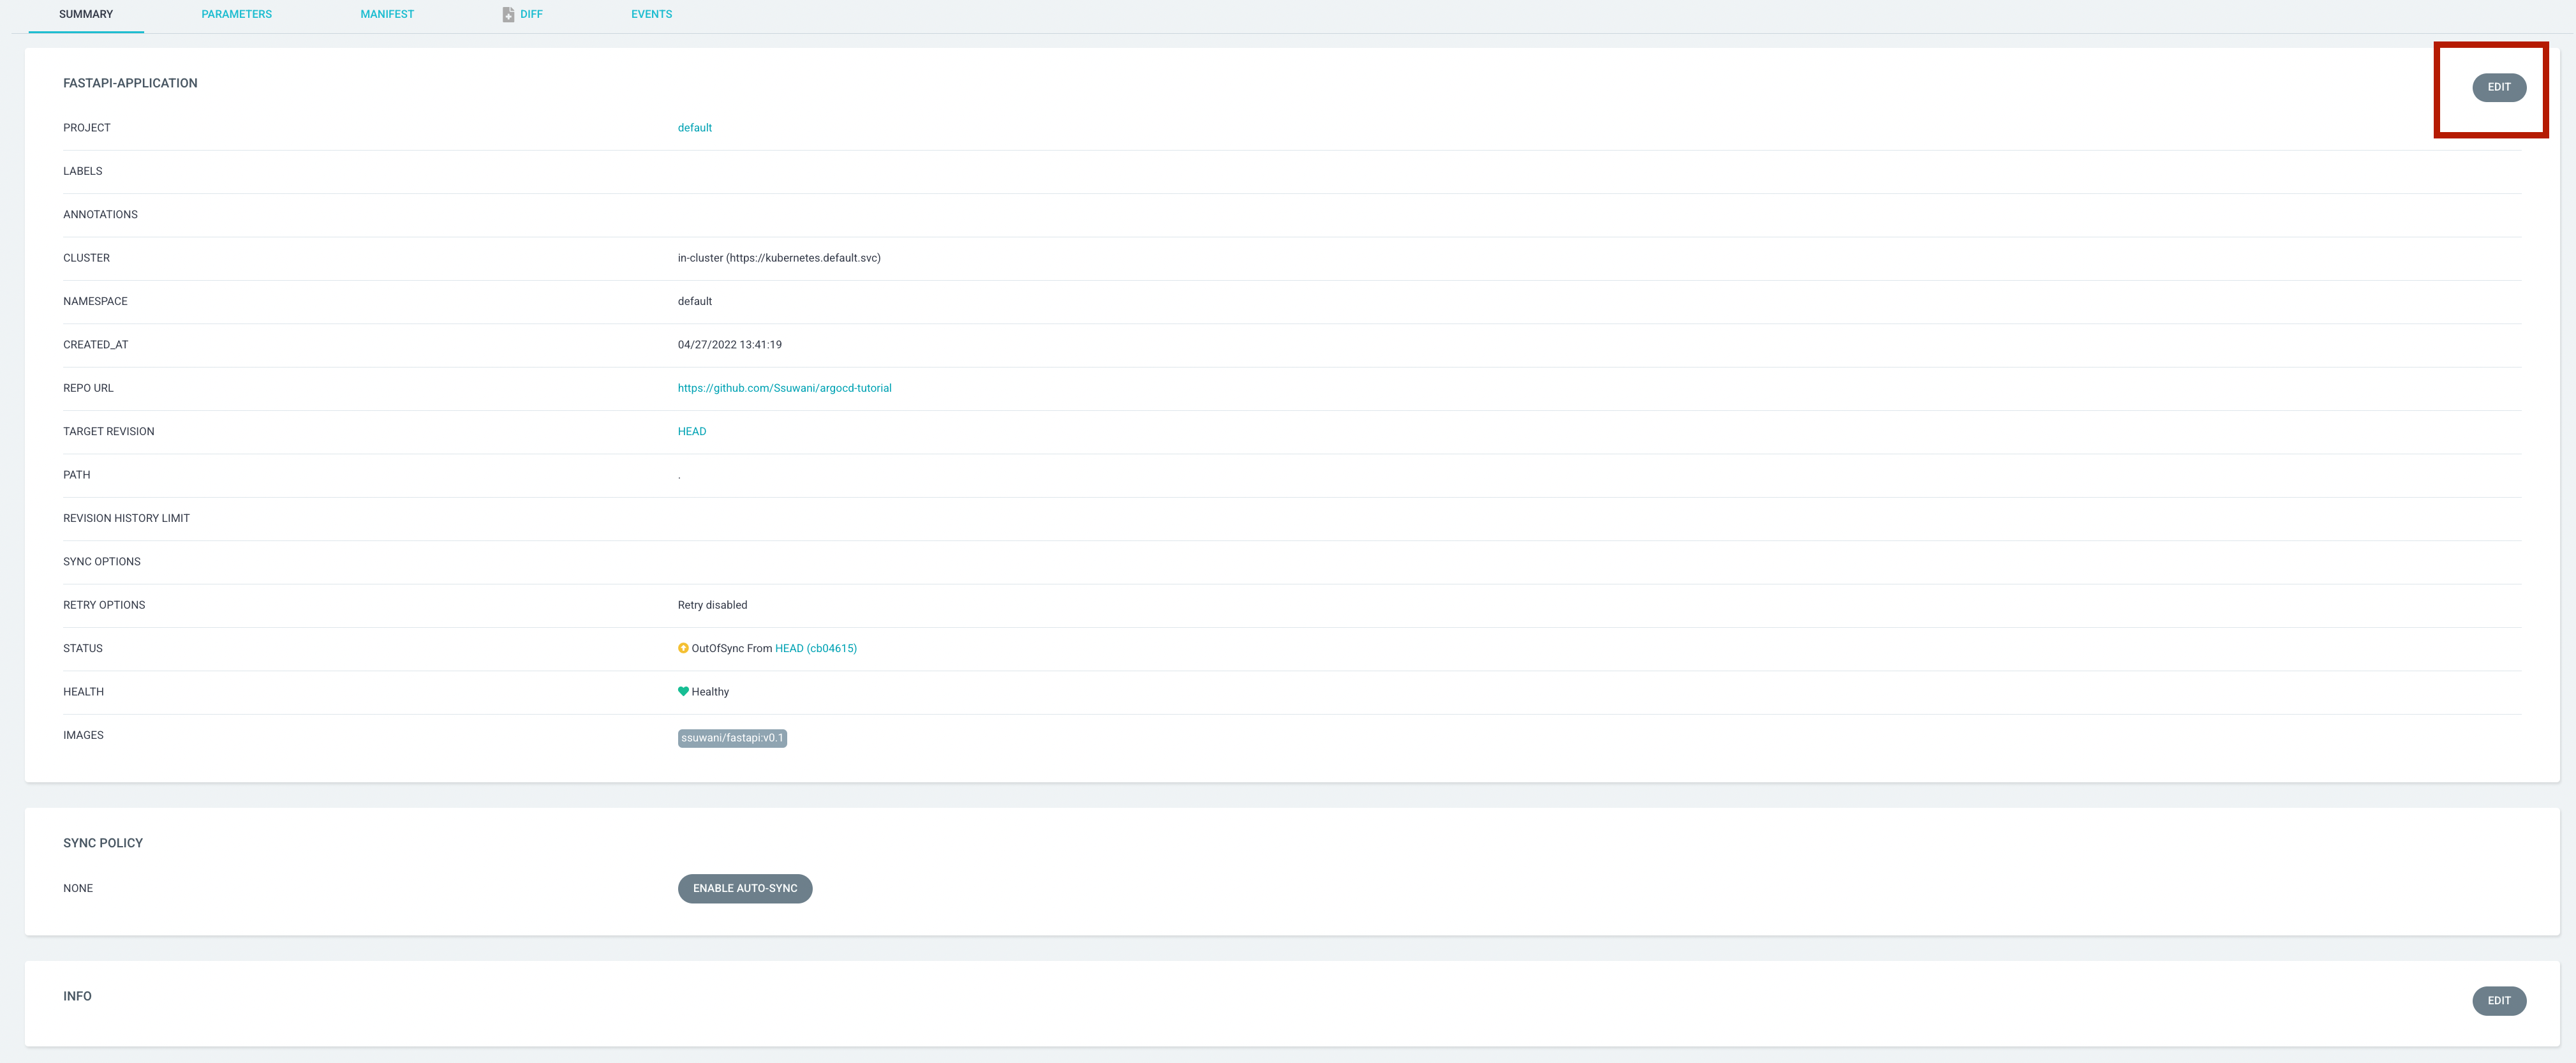 SUMMARY PARAMETERS MANIFEST DIFF EVENTS
FASTAPI-APPLICATION EDIT
PROJECT default
LABELS
ANNOTATIONS
CLUSTER in-cluster (https://kubernetes.default.svc)
NAMESPACE default
CREATED_AT 04/27/2022 13:41:19
REPO URL https://github.com/Ssuwani/argocd-tutorial
TARGET REVISION HEAD
PATH .
REVISION HISTORY LIMIT
SYNC OPTIONS
RETRY OPTIONS Retry disabled
STATUS OutOfSync From HEAD (cb04615)
HEALTH Healthy
IMAGES ssuwani/fastapi:v0.1
SYNC POLICY
NONE ENABLE AUTO-SYNC
INFO EDIT